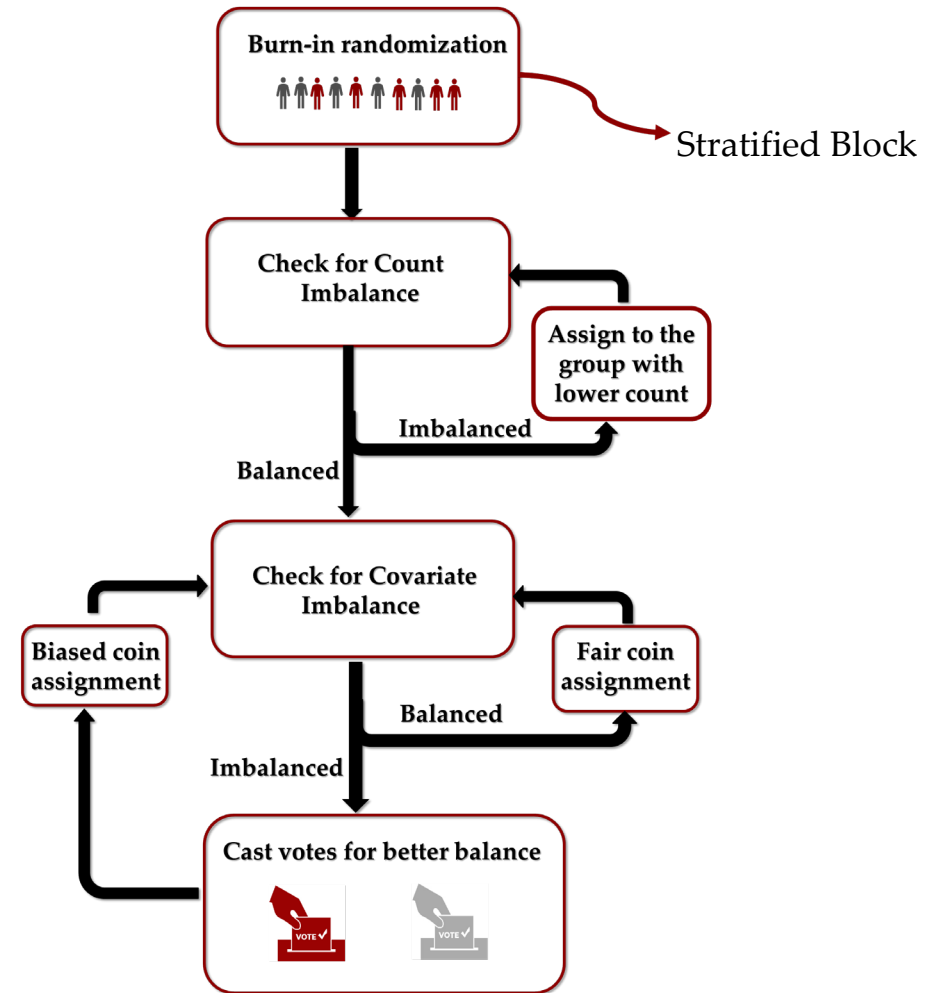 Burn-in randomization
Stratified Block
Check for Count
Imbalance
Assign to the
group with
lower count
Imbalanced
Balanced
Check for Covariate
Imbalance
Biased coin
assignment
Fair coin
assignment
Balanced
Imbalanced
Cast votes for better balance
VOTE ✓
VOTE ✓